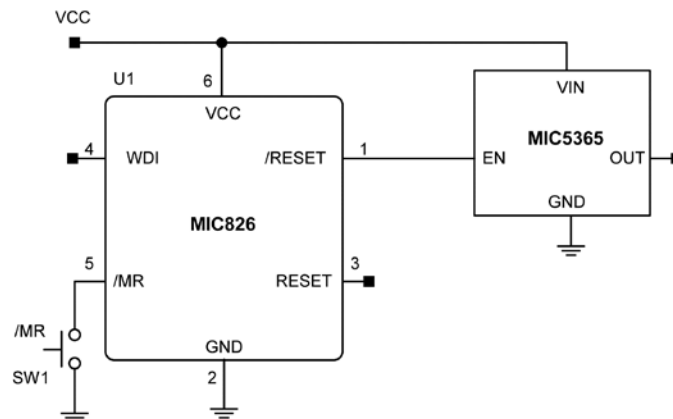 VCC
U1
6
VCC
VIN
MIC5365
4
WDI
/RESET
1
EN
OUT
GND
MIC826
5
/MR
RESET
3
/MR
SW1
GND
2